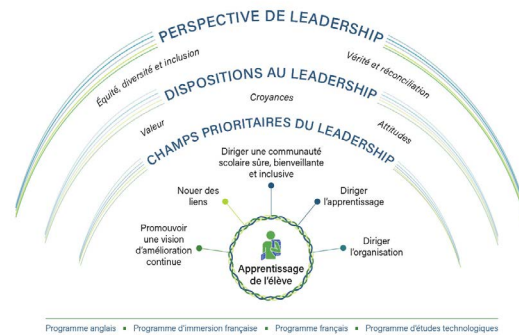 PERSPECTIVE DE LEADERSHIP
Équité, diversité et inclusion
Vérité et réconciliation
DISPOSITIONS AU LEADERSHIP
Valeur
Croyances
Attitudes
CHAMPS PRIORITAIRES DU LEADERSHIP
Diriger une communauté
scolaire sûre, bienveillante
et inclusive
Nouer des
liens
Diriger
l'apprentissage
Promouvoir
une vision
d'amélioration
continue
Diriger
l'organisation
Apprentissage
de l'élève
Programme anglais ▪ Programme d'immersion française ▪ Programme français ▪ Programme d'études technologiques